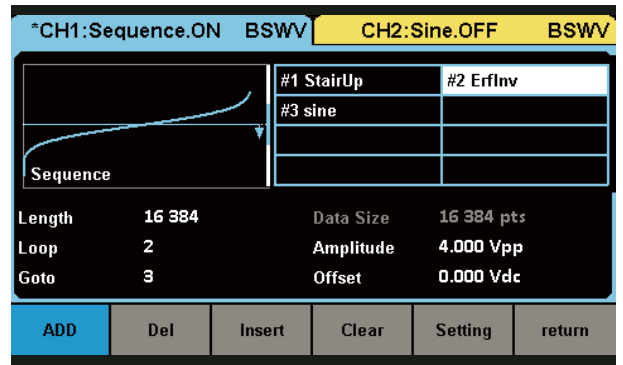 *CH1:Sequence.ON BSWV CH2:Sine.OFF BSWV
#1 StairUp #2 ErfInv
#3 sine
Sequence
Length 16 384 Data Size 16 384 pts
Loop 2 Amplitude 4.000 Vpp
Goto 3 Offset 0.000 Vdc
ADD Del Insert Clear Setting return